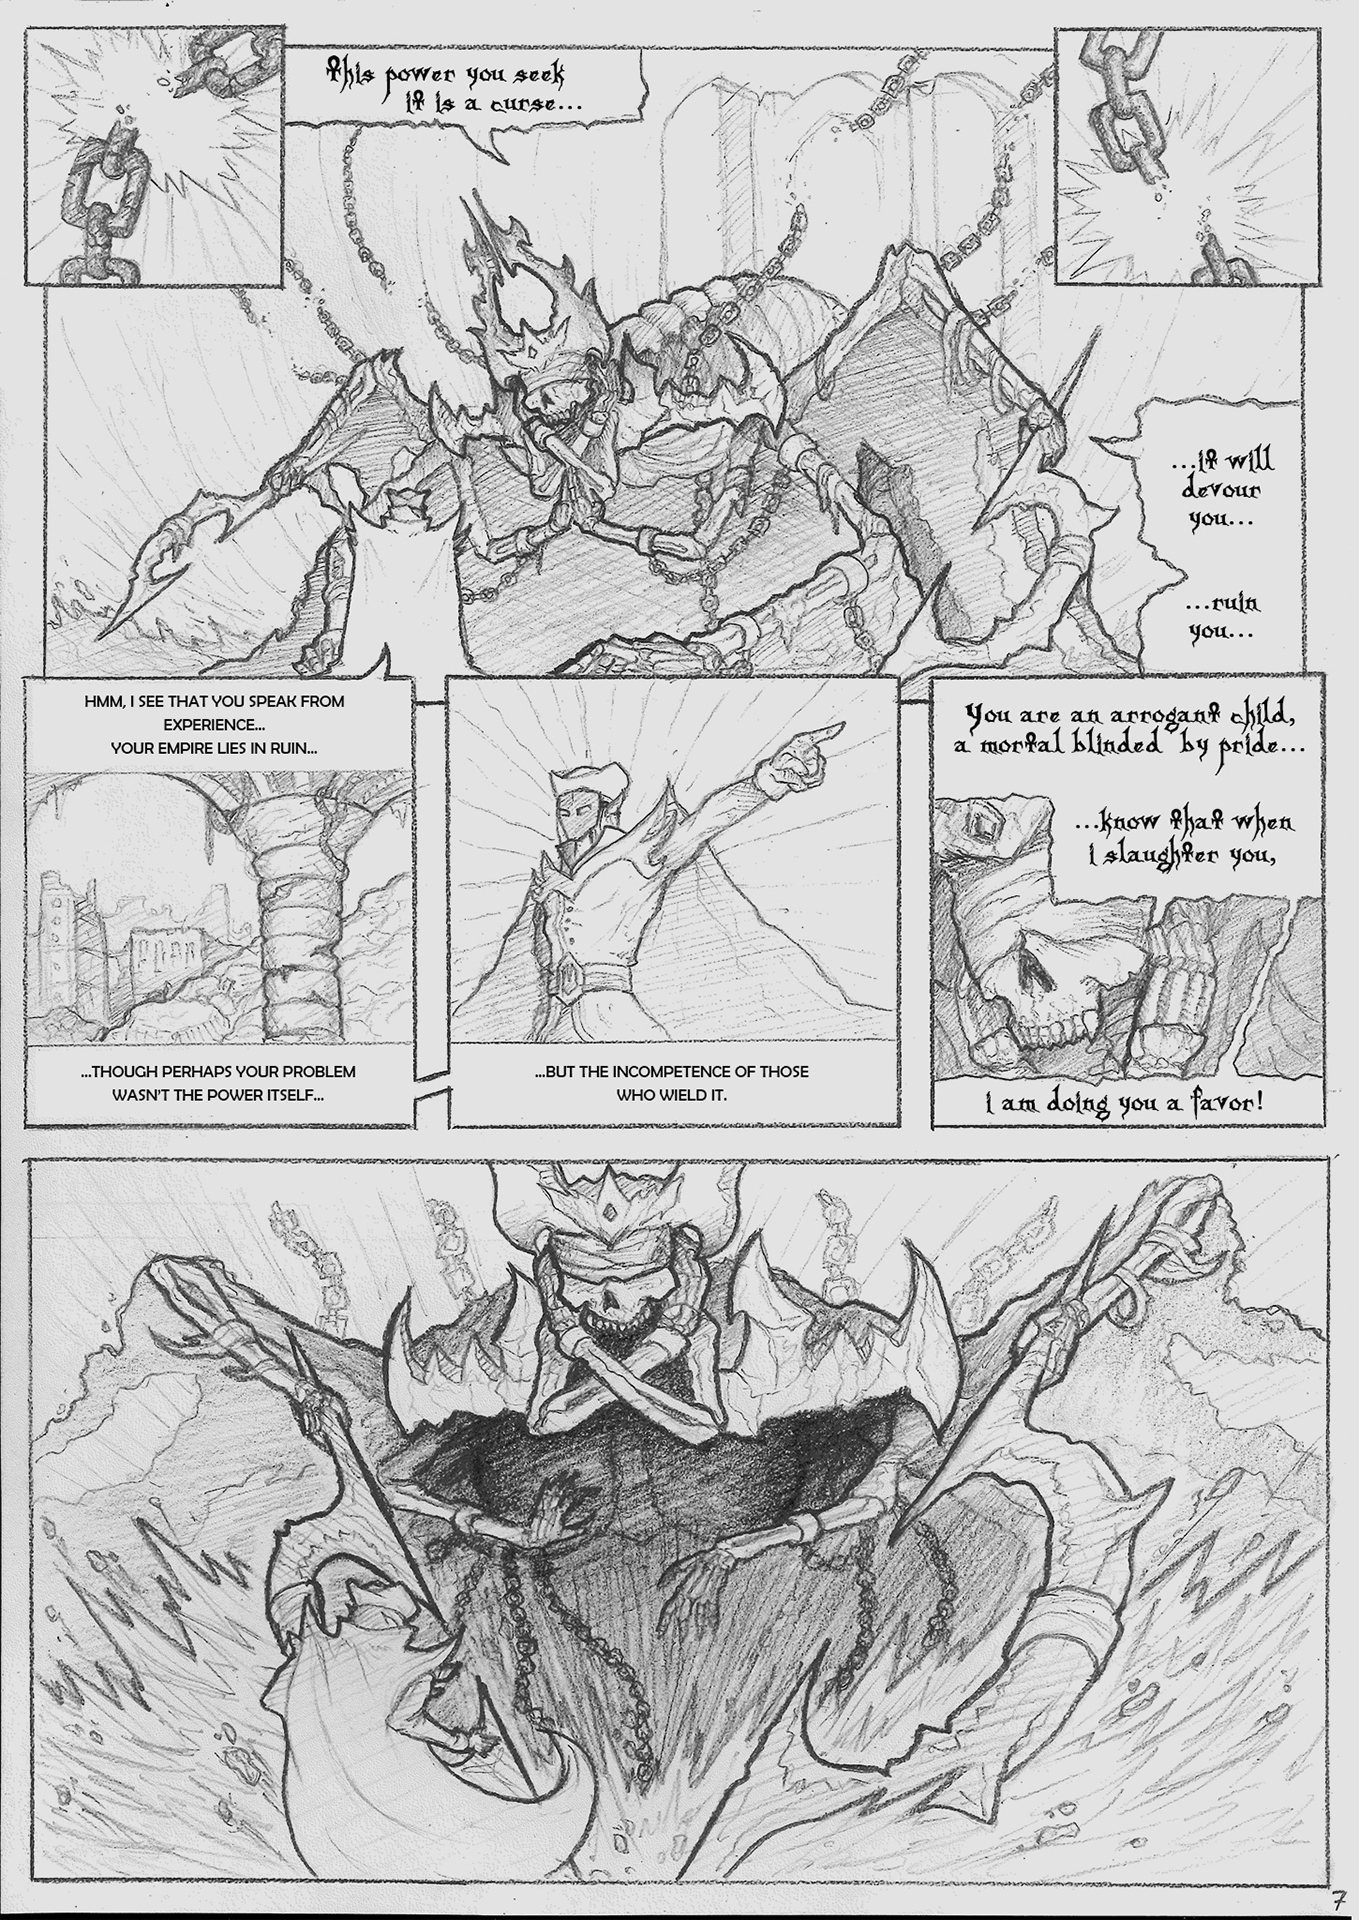 This power you seek
it is a curse...
...it will
devour
you...
...ruin
you...
HMM, I SEE THAT YOU SPEAK FROM
EXPERIENCE...
YOUR EMPIRE LIES IN RUIN...
...THOUGH PERHAPS YOUR PROBLEM
WASN'T THE POWER ITSELF...
...BUT THE INCOMPETENCE OF THOSE
WHO WIELD IT.
You are an arrogant child,
a mortal blinded by pride...
...know that when
I slaughter you,
I am doing you a favor!
7